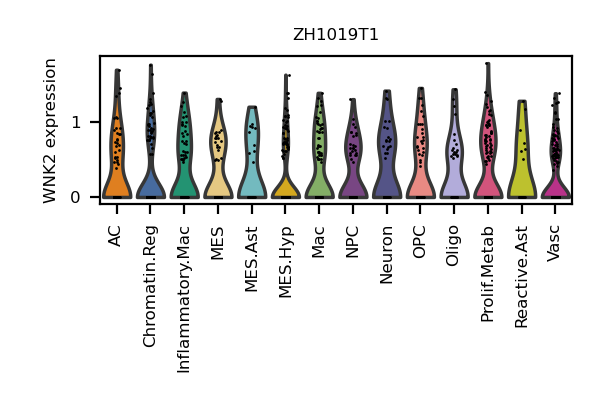 ZH1019T1
WNK2 expression
1
0
AC
Chromatin.Reg
Inflammatory.Mac
MES
MES.Ast
MES.Hyp
Mac
NPC
Neuron
OPC
Oligo
Prolif.Metab
Reactive.Ast
Vasc